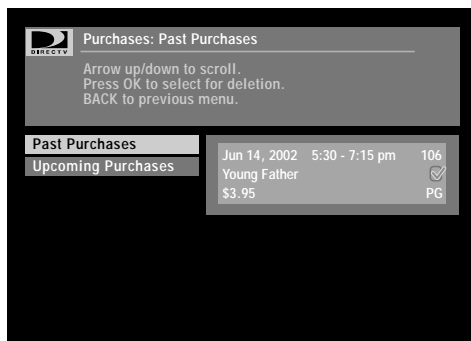 DIRECTV
Purchases: Past Purchases
Arrow up/down to scroll.
Press OK to select for deletion.
BACK to previous menu.
Past Purchases
Upcoming Purchases
Jun 14, 2002 5:30 - 7:15 pm 106
Young Father
$3.95 PG